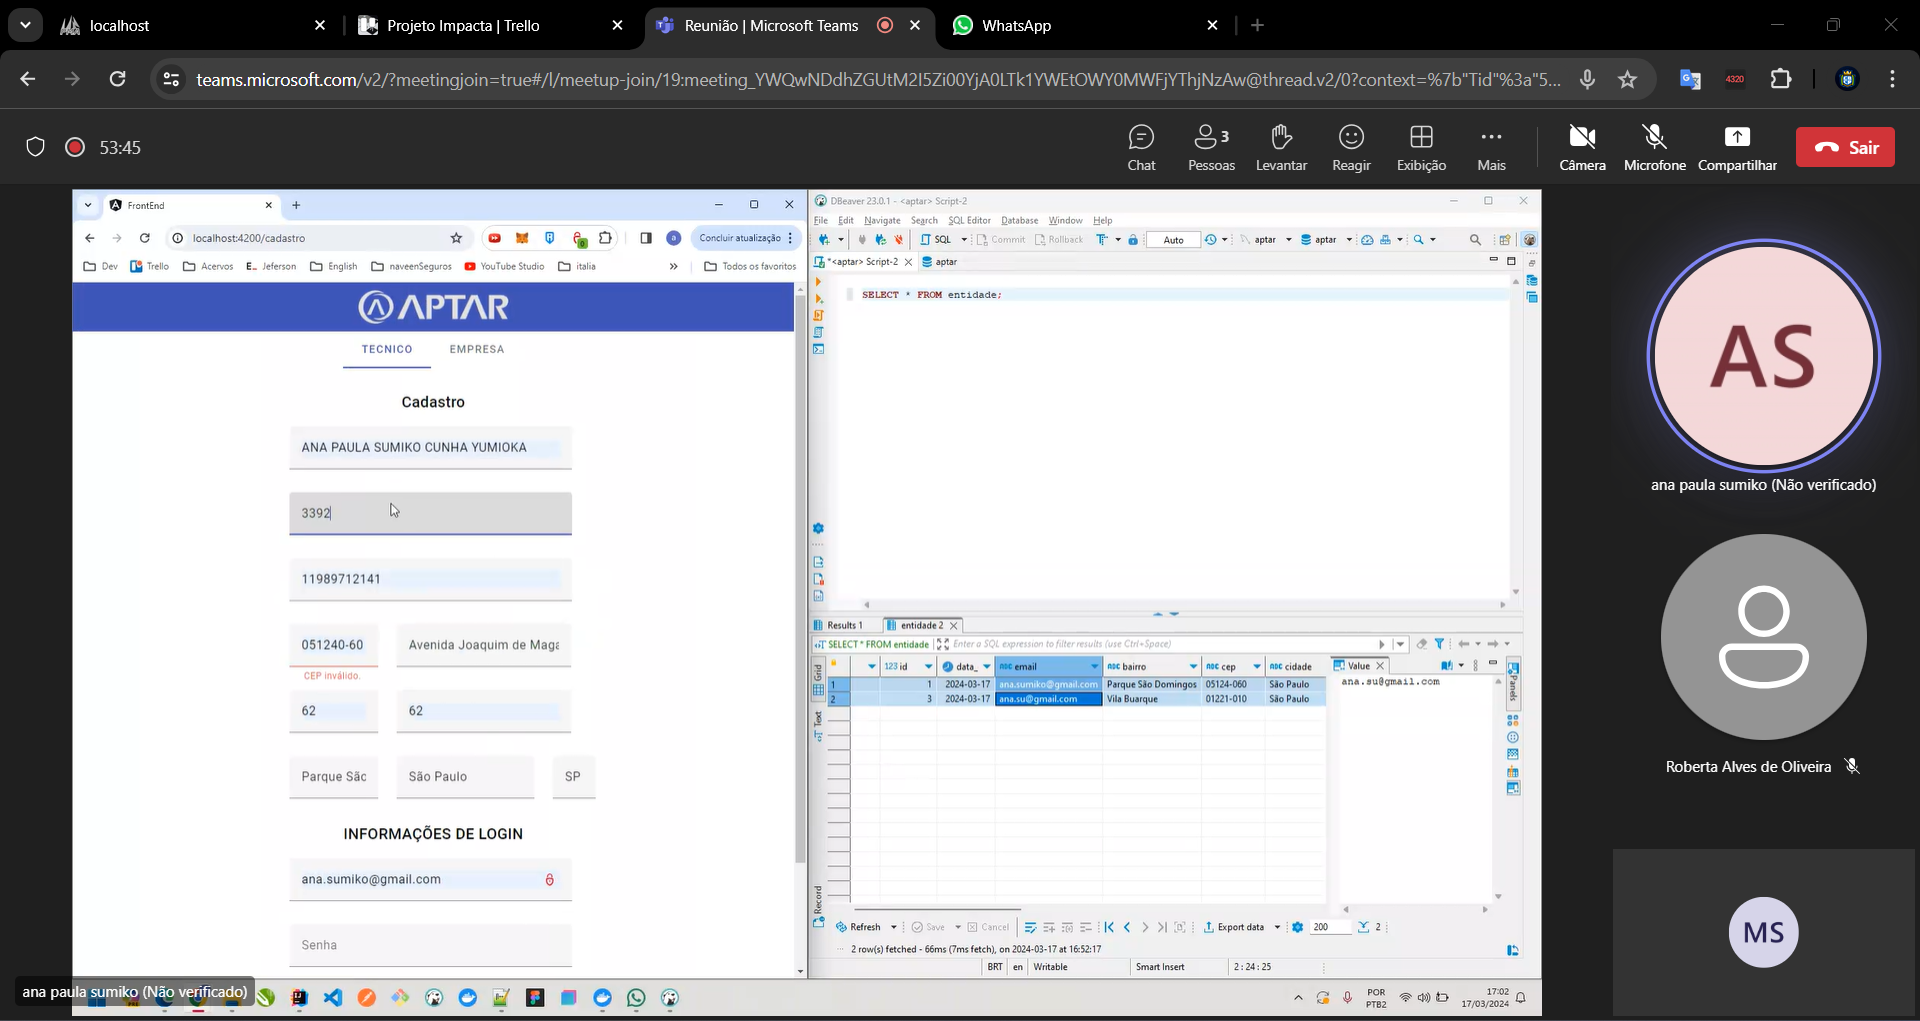 localhost
Projeto Impacta | Trello
Reunião | Microsoft Teams
WhatsApp
teams.microsoft.com/v2/?meetingjoin=true#/l/meetup-join/19:meeting_YWQwNDdhZGUtM2I5Zi00YjA0LTk1YWEtOWY0MWFjYThjNzAw@thread.v2/0?context=%7b"Tid"%3a"5...
4320
53:45
Chat
Pessoas
3
Levantar
Reagir
Exibição
Mais
Câmera
Microfone
Compartilhar
Sair
FrontEnd
localhost:4200/cadastro
Concluir atualização
Dev
Trello
Acervos
E..
Jeferson
English
naveenSeguros
YouTube Studio
italia
Todos os favoritos
APTAR
TECNICO
EMPRESA
Cadastro
ANA PAULA SUMIKO CUNHA YUMIOKA
3392
11989712141
051240-60
Avenida Joaquim de Maga
CEP inválido.
62
62
Parque São
São Paulo
SP
INFORMAÇÕES DE LOGIN
ana.sumiko@gmail.com
Senha
DBeaver 23.0.1 - <aptar> Script-2
File Edit Navigate Search SQL Editor Database Window Help
SQL
Commit
Rollback
Auto
aptar
aptar
*<aptar> Script-2
aptar
SELECT * FROM entidade;
Results 1
entidade 2
SELECT * FROM entidade
Enter a SQL expression to filter results (use Ctrl+Space)
Grid
Text
Record
123 id
data_
ABC email
ABC bairro
ABC cep
ABC cidade
1 1 2024-03-17 ana.sumiko@gmail.com Parque São Domingos 05124-060 São Paulo
2 3 2024-03-17 ana.su@gmail.com Vila Buarque 01221-010 São Paulo
Value
ana.su@gmail.com
Panels
Refresh
Save
Cancel
Export data
200
2
2 row(s) fetched - 66ms (7ms fetch), on 2024-03-17 at 16:52:17
BRT
en
Writable
Smart Insert
2 : 24 : 25
POR
PTB2
17:02
17/03/2024
ana paula sumiko (Não verificado)
AS
ana paula sumiko (Não verificado)
Roberta Alves de Oliveira
MS